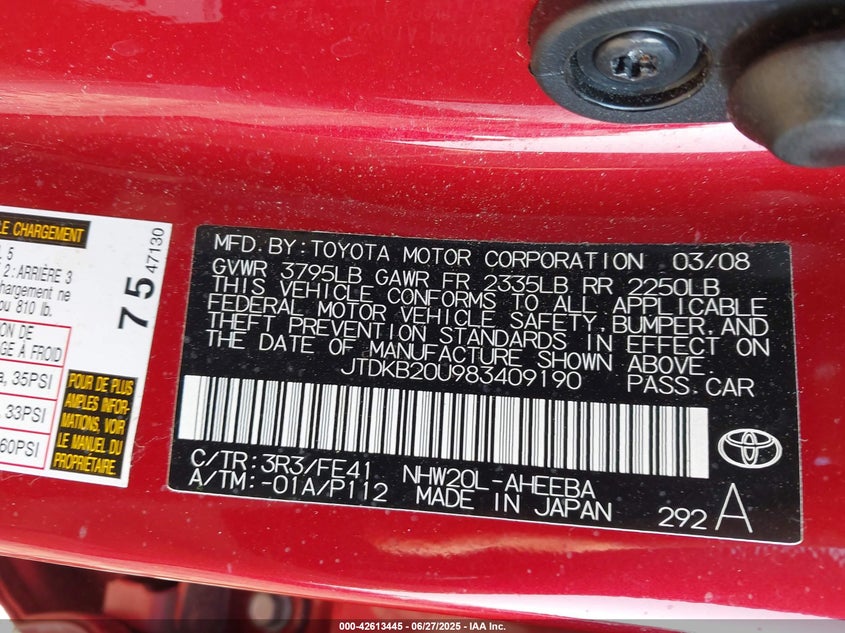 LE CHARGEMENT
5
2 : ARRIÈRE 3
chargement ne
ou 810 lb.
75
47130
DE
À FROID
35PSI
33PSI
60PSI
POUR DE PLUS
AMPLES INFOR-
MATIONS, VOIR
LE MANUEL DU
PROPRIÉTAIRE.
MFD. BY: TOYOTA MOTOR CORPORATION 03/08
GVWR 3795LB GAWR FR 2335LB RR 2250LB
THIS VEHICLE CONFORMS TO ALL APPLICABLE
FEDERAL MOTOR VEHICLE SAFETY, BUMPER, AND
THEFT PREVENTION STANDARDS IN EFFECT ON
THE DATE OF MANUFACTURE SHOWN ABOVE.
JTDKB20U983409190 PASS. CAR
C/TR: 3R3/FE41 NHW20L-AHEEBA
A/TM: -01A/P112 MADE IN JAPAN
292 A
000-42613445 - 06/27/2025 - IAA Inc.